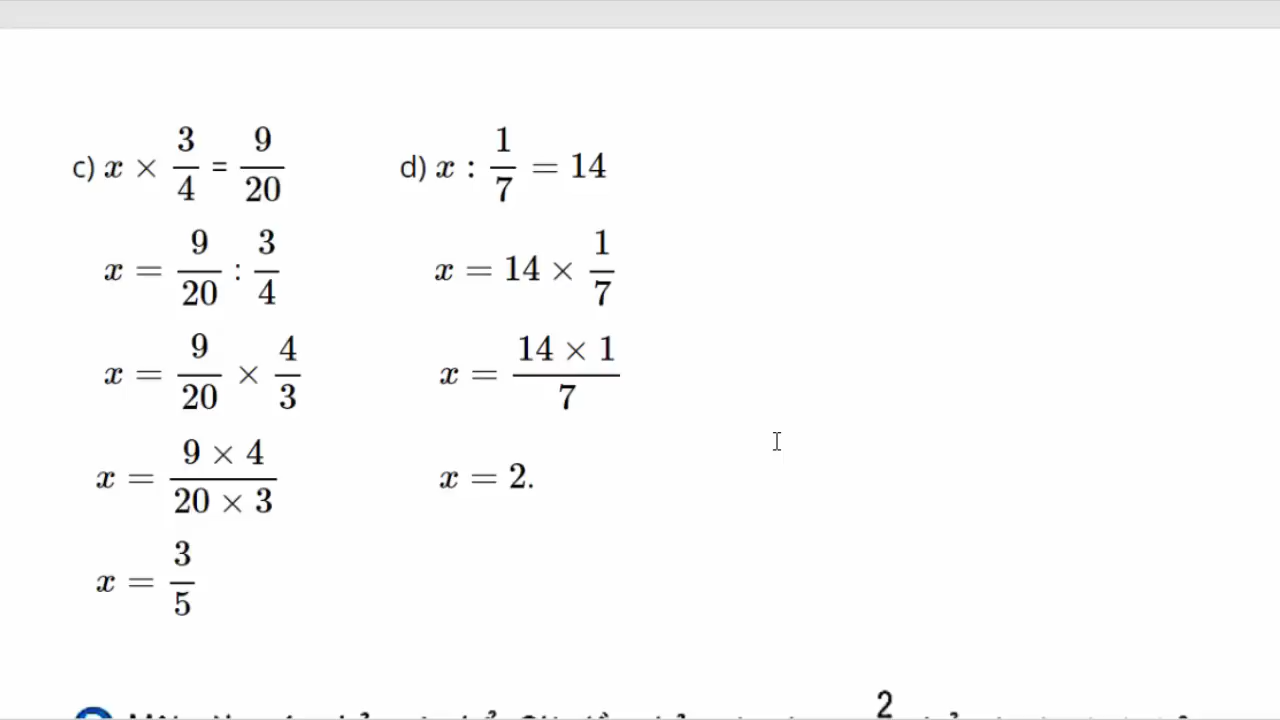 c) x × 3/4 = 9/20
x = 9/20 : 3/4
x = 9/20 × 4/3
x = (9 × 4)/(20 × 3)
x = 3/5
d) x : 1/7 = 14
x = 14 × 1/7
x = (14 × 1)/7
x = 2.
2